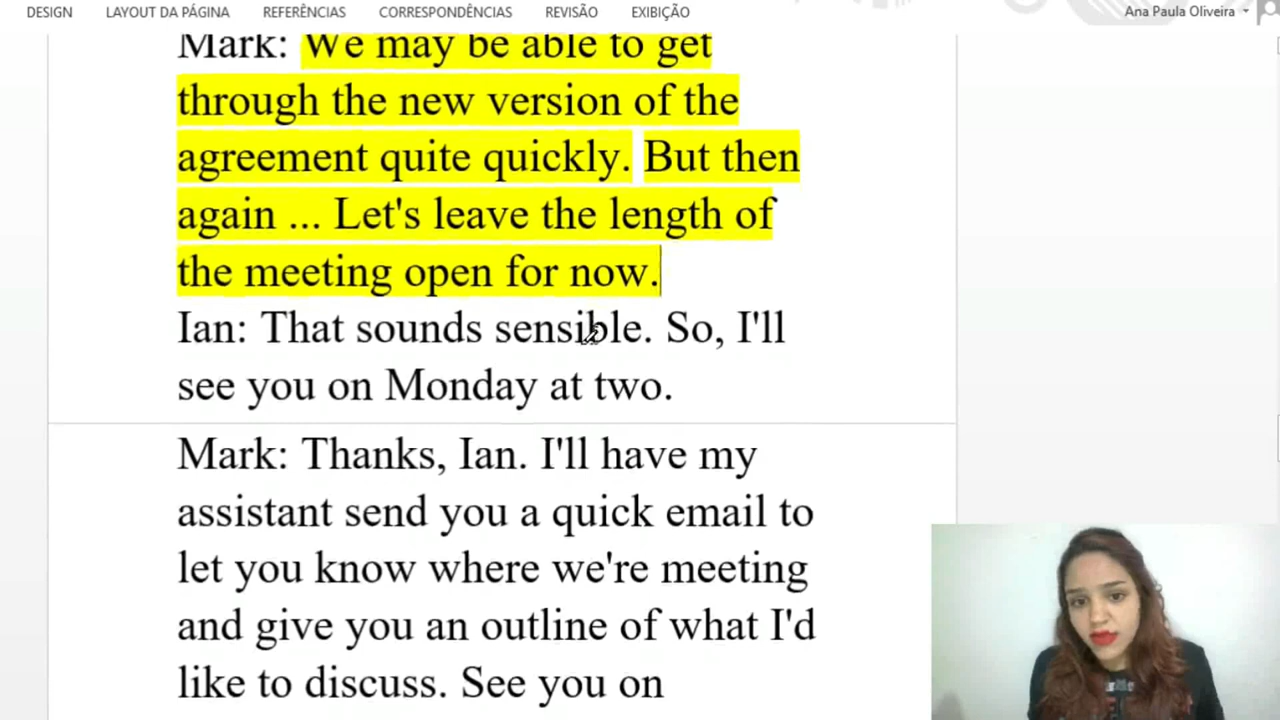 DESIGN LAYOUT DA PÁGINA REFERÊNCIAS CORRESPONDÊNCIAS REVISÃO EXIBIÇÃO Ana Paula Oliveira
Mark: We may be able to get
through the new version of the
agreement quite quickly. But then
again ... Let's leave the length of
the meeting open for now.
Ian: That sounds sensible. So, I'll
see you on Monday at two.
Mark: Thanks, Ian. I'll have my
assistant send you a quick email to
let you know where we're meeting
and give you an outline of what I'd
like to discuss. See you on